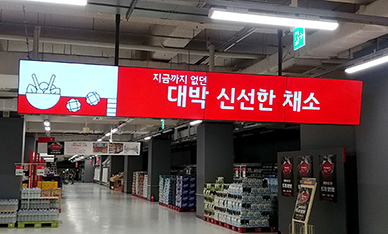 지금까지 없던
대박 신선한 채소